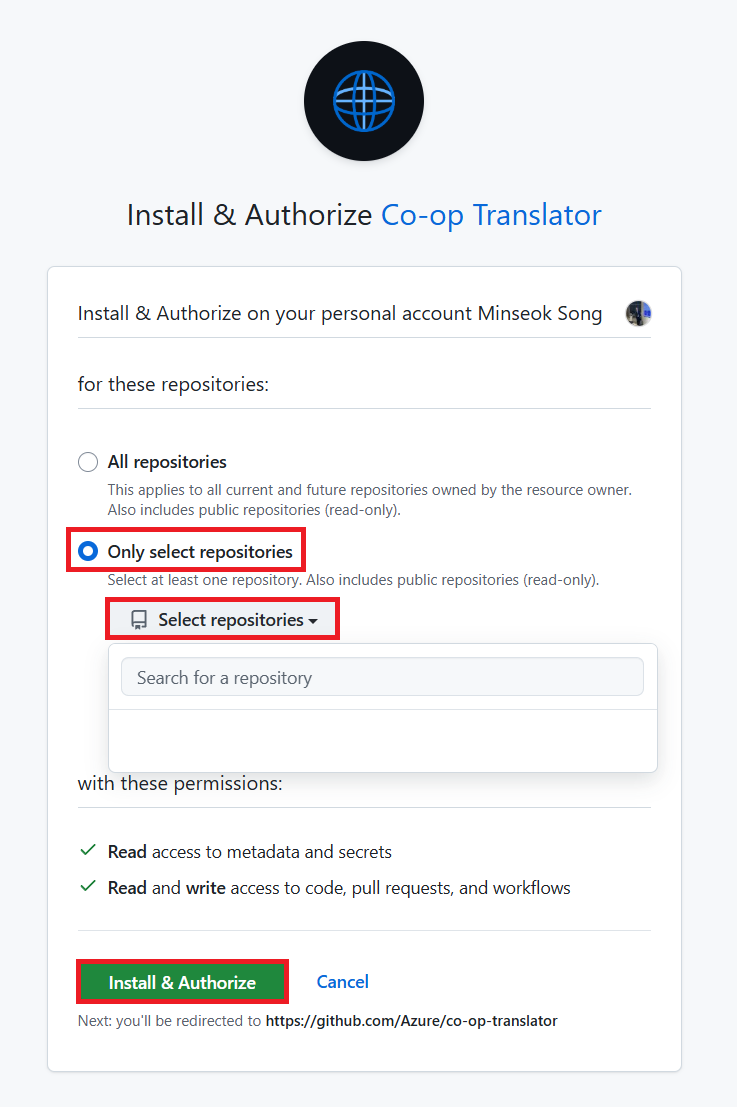 Install & Authorize Co-op Translator
Install & Authorize on your personal account Minseok Song
for these repositories:
All repositories
This applies to all current and future repositories owned by the resource owner.
Also includes public repositories (read-only).
Only select repositories
Select at least one repository. Also includes public repositories (read-only).
Select repositories
Search for a repository
with these permissions:
Read access to metadata and secrets
Read and write access to code, pull requests, and workflows
Install & Authorize
Cancel
Next: you'll be redirected to https://github.com/Azure/co-op-translator